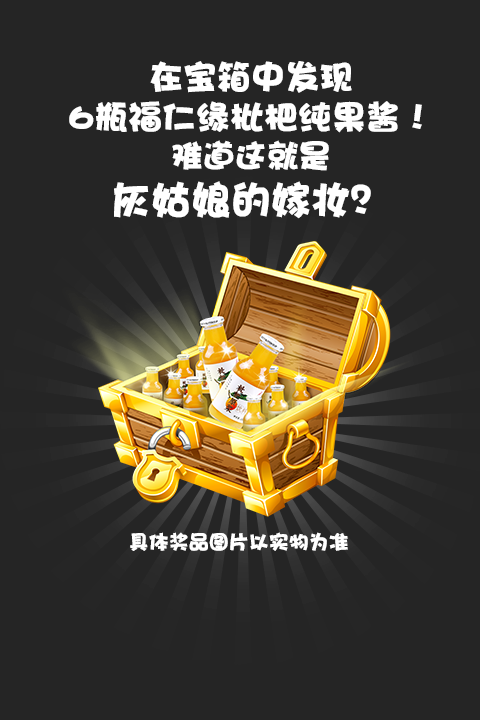 在宝箱中发现
6瓶福仁缘枇杷纯果酱！
难道这就是
灰姑娘的嫁妆？
具体奖品图片以实物为准